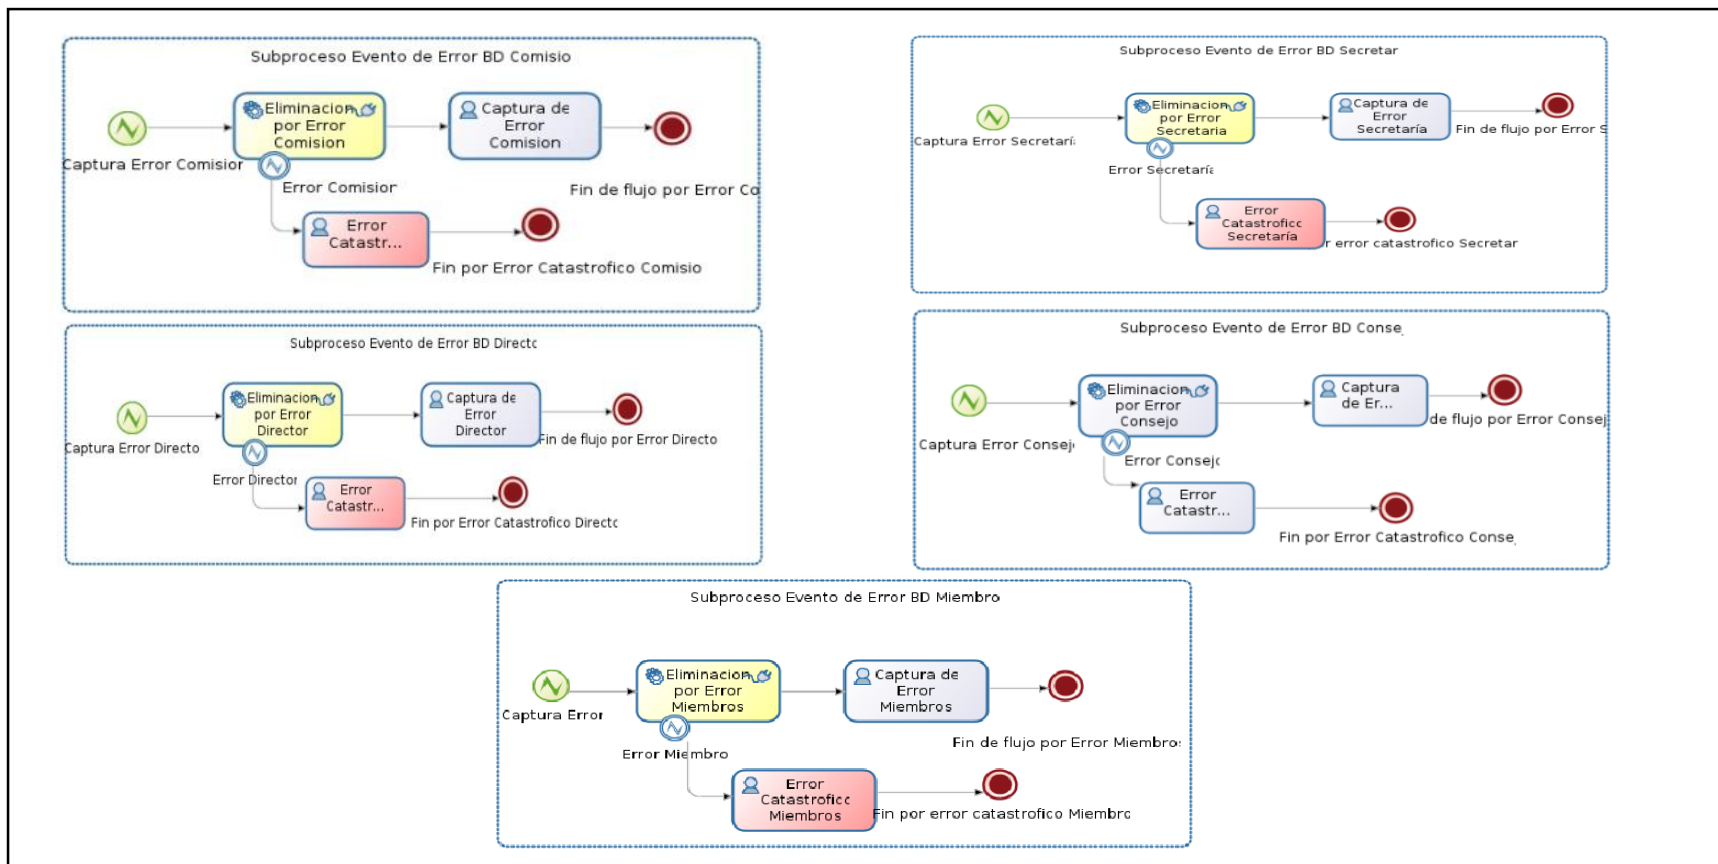 Subproceso Evento de Error BD Comisio
Eliminacion
por Error
Comision
Captura de
Error
Comision
Captura Error Comision
Error Comision
Fin de flujo por Error Co
Error
Catastr...
Fin por Error Catastrofico Comisio
Subproceso Evento de Error BD Secretar
Eliminacion
por Error
Secretaria
Captura de
Error
Secretaría
Captura Error Secretaría
Fin de flujo por Error S
Error Secretaría
Error
Catastrofico
Secretaría
r error catastrofico Secretar
Subproceso Evento de Error BD Directo
Eliminacion
por Error
Director
Captura de
Error
Director
Captura Error Directo
Fin de flujo por Error Directo
Error Director
Error
Catastr...
Fin por Error Catastrofico Directo
Subproceso Evento de Error BD Conse
Eliminacion
por Error
Consejo
Captura
de Er...
Captura Error Consejo
de flujo por Error Consej
Error Consejo
Error
Catastr...
Fin por Error Catastrofico Conse
Subproceso Evento de Error BD Miembro
Eliminacion
por Error
Miembros
Captura de
Error
Miembros
Captura Error
Error Miembro
Fin de flujo por Error Miembros
Error
Catastrofico
Miembros
Fin por error catastrofico Miembro